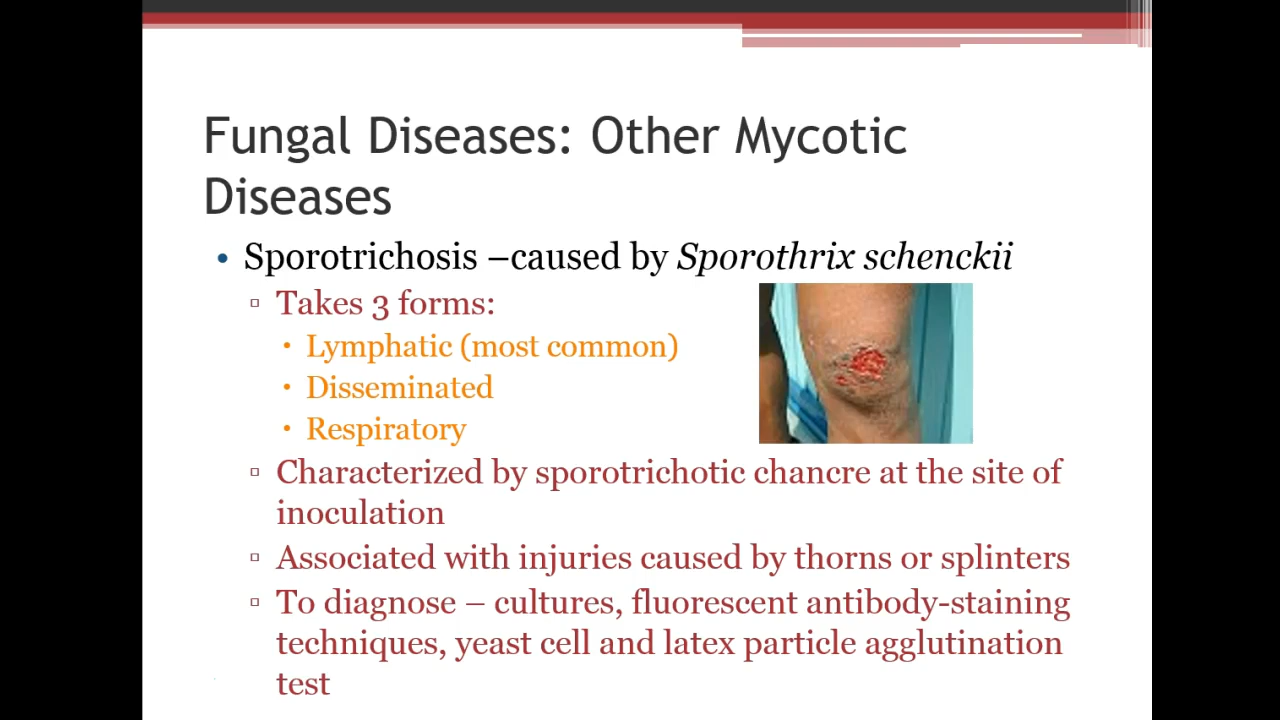 Fungal Diseases: Other Mycotic
Diseases
• Sporotrichosis –caused by Sporothrix schenckii
▫ Takes 3 forms:
• Lymphatic (most common)
• Disseminated
• Respiratory
▫ Characterized by sporotrichotic chancre at the site of
inoculation
▫ Associated with injuries caused by thorns or splinters
▫ To diagnose – cultures, fluorescent antibody-staining
techniques, yeast cell and latex particle agglutination
test